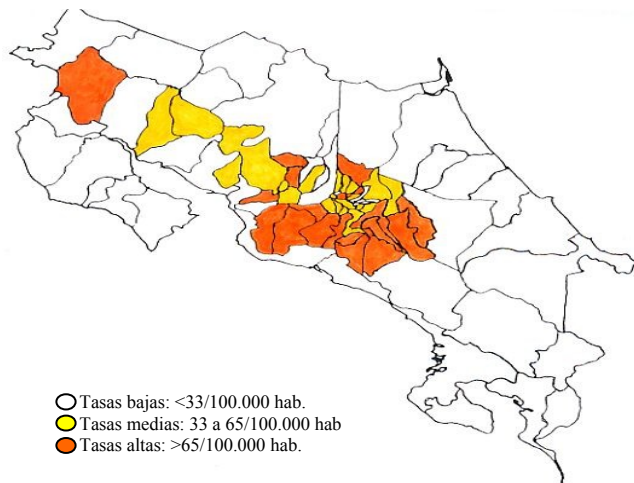 Tasas bajas: <33/100.000 hab.
Tasas medias: 33 a 65/100.000 hab
Tasas altas: >65/100.000 hab.